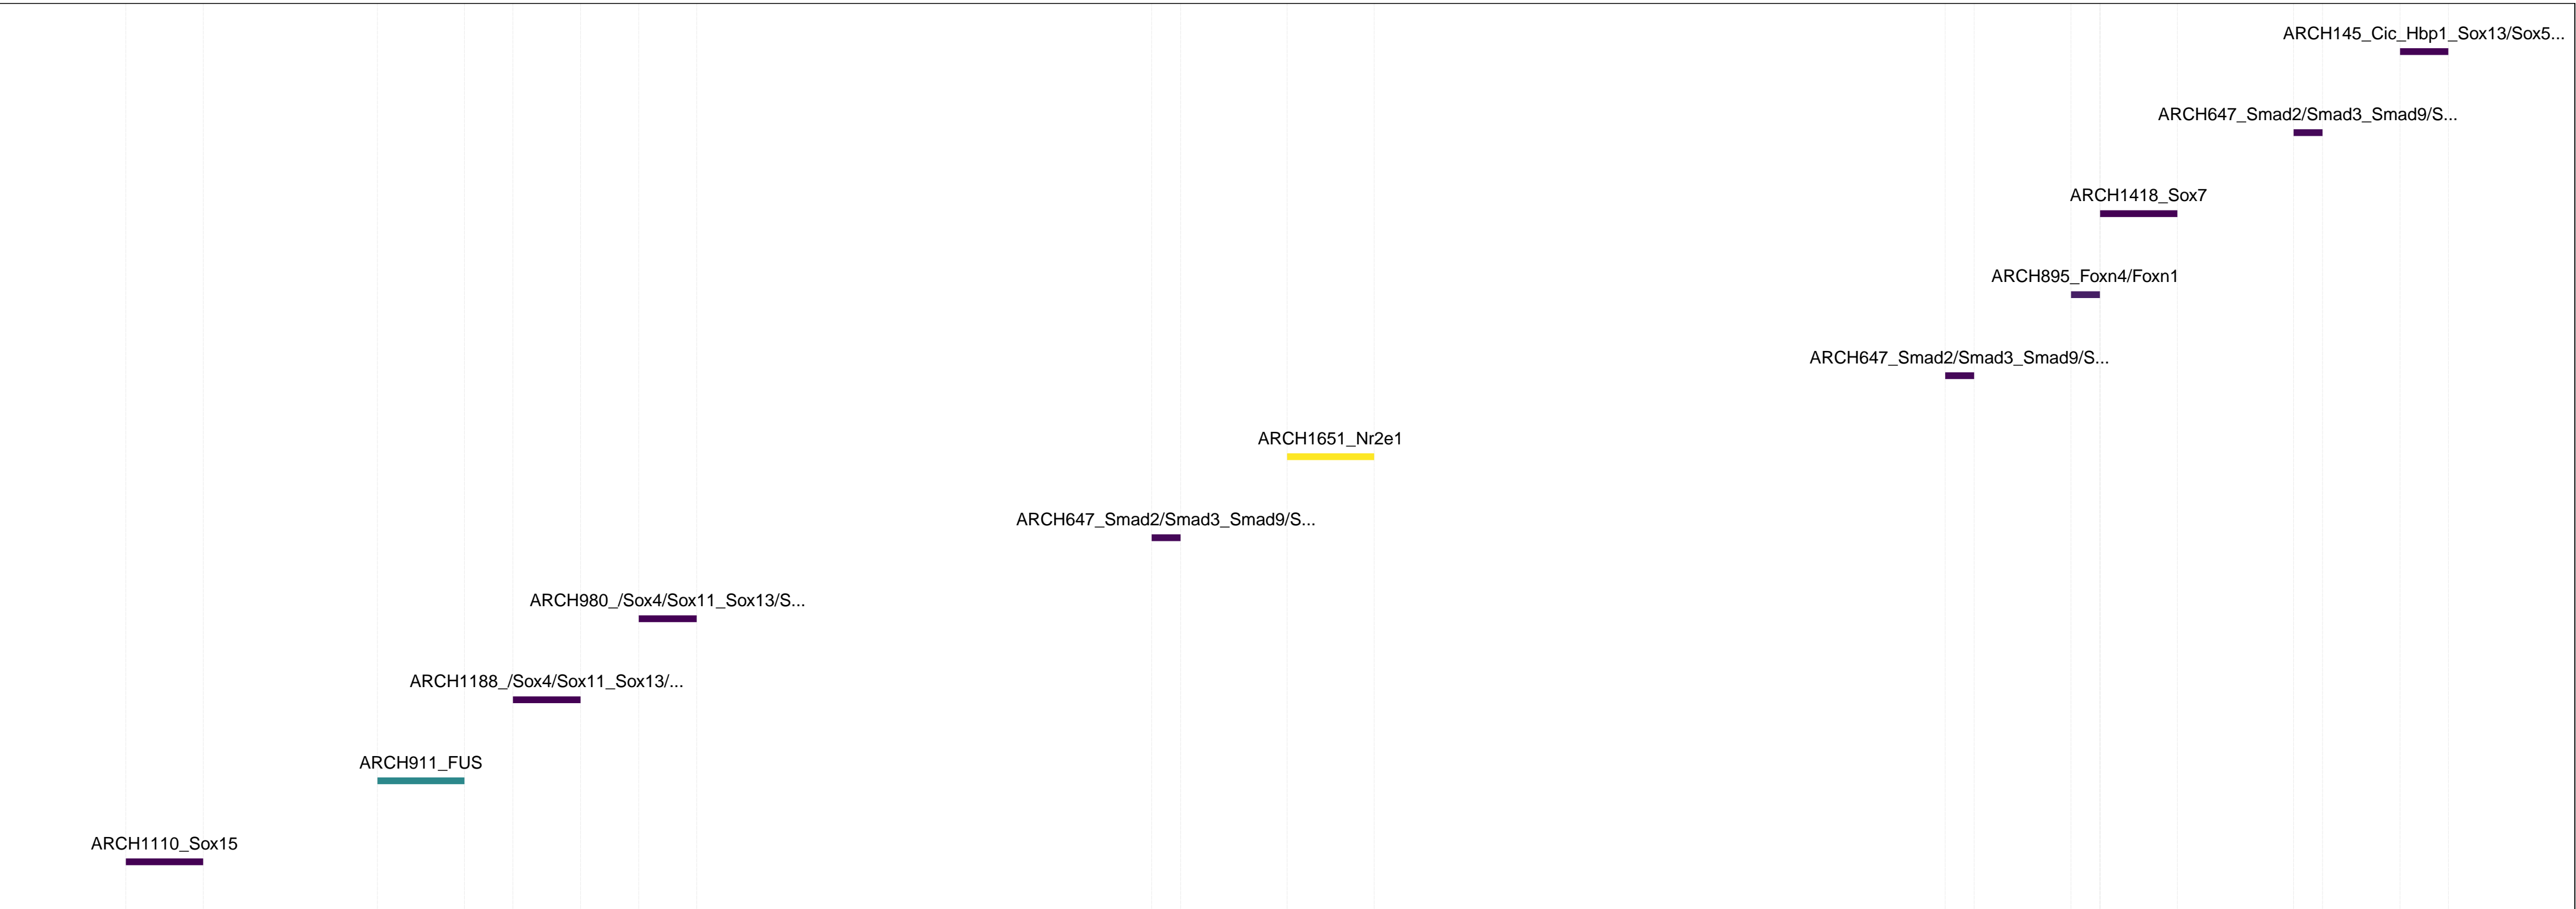 ARCH145_Cic_Hbp1_Sox13/Sox5...
ARCH647_Smad2/Smad3_Smad9/S...
ARCH1418_Sox7
ARCH895_Foxn4/Foxn1
ARCH647_Smad2/Smad3_Smad9/S...
ARCH1651_Nr2e1
ARCH647_Smad2/Smad3_Smad9/S...
ARCH980_/Sox4/Sox11_Sox13/S...
ARCH1188_/Sox4/Sox11_Sox13/...
ARCH911_FUS
ARCH1110_Sox15